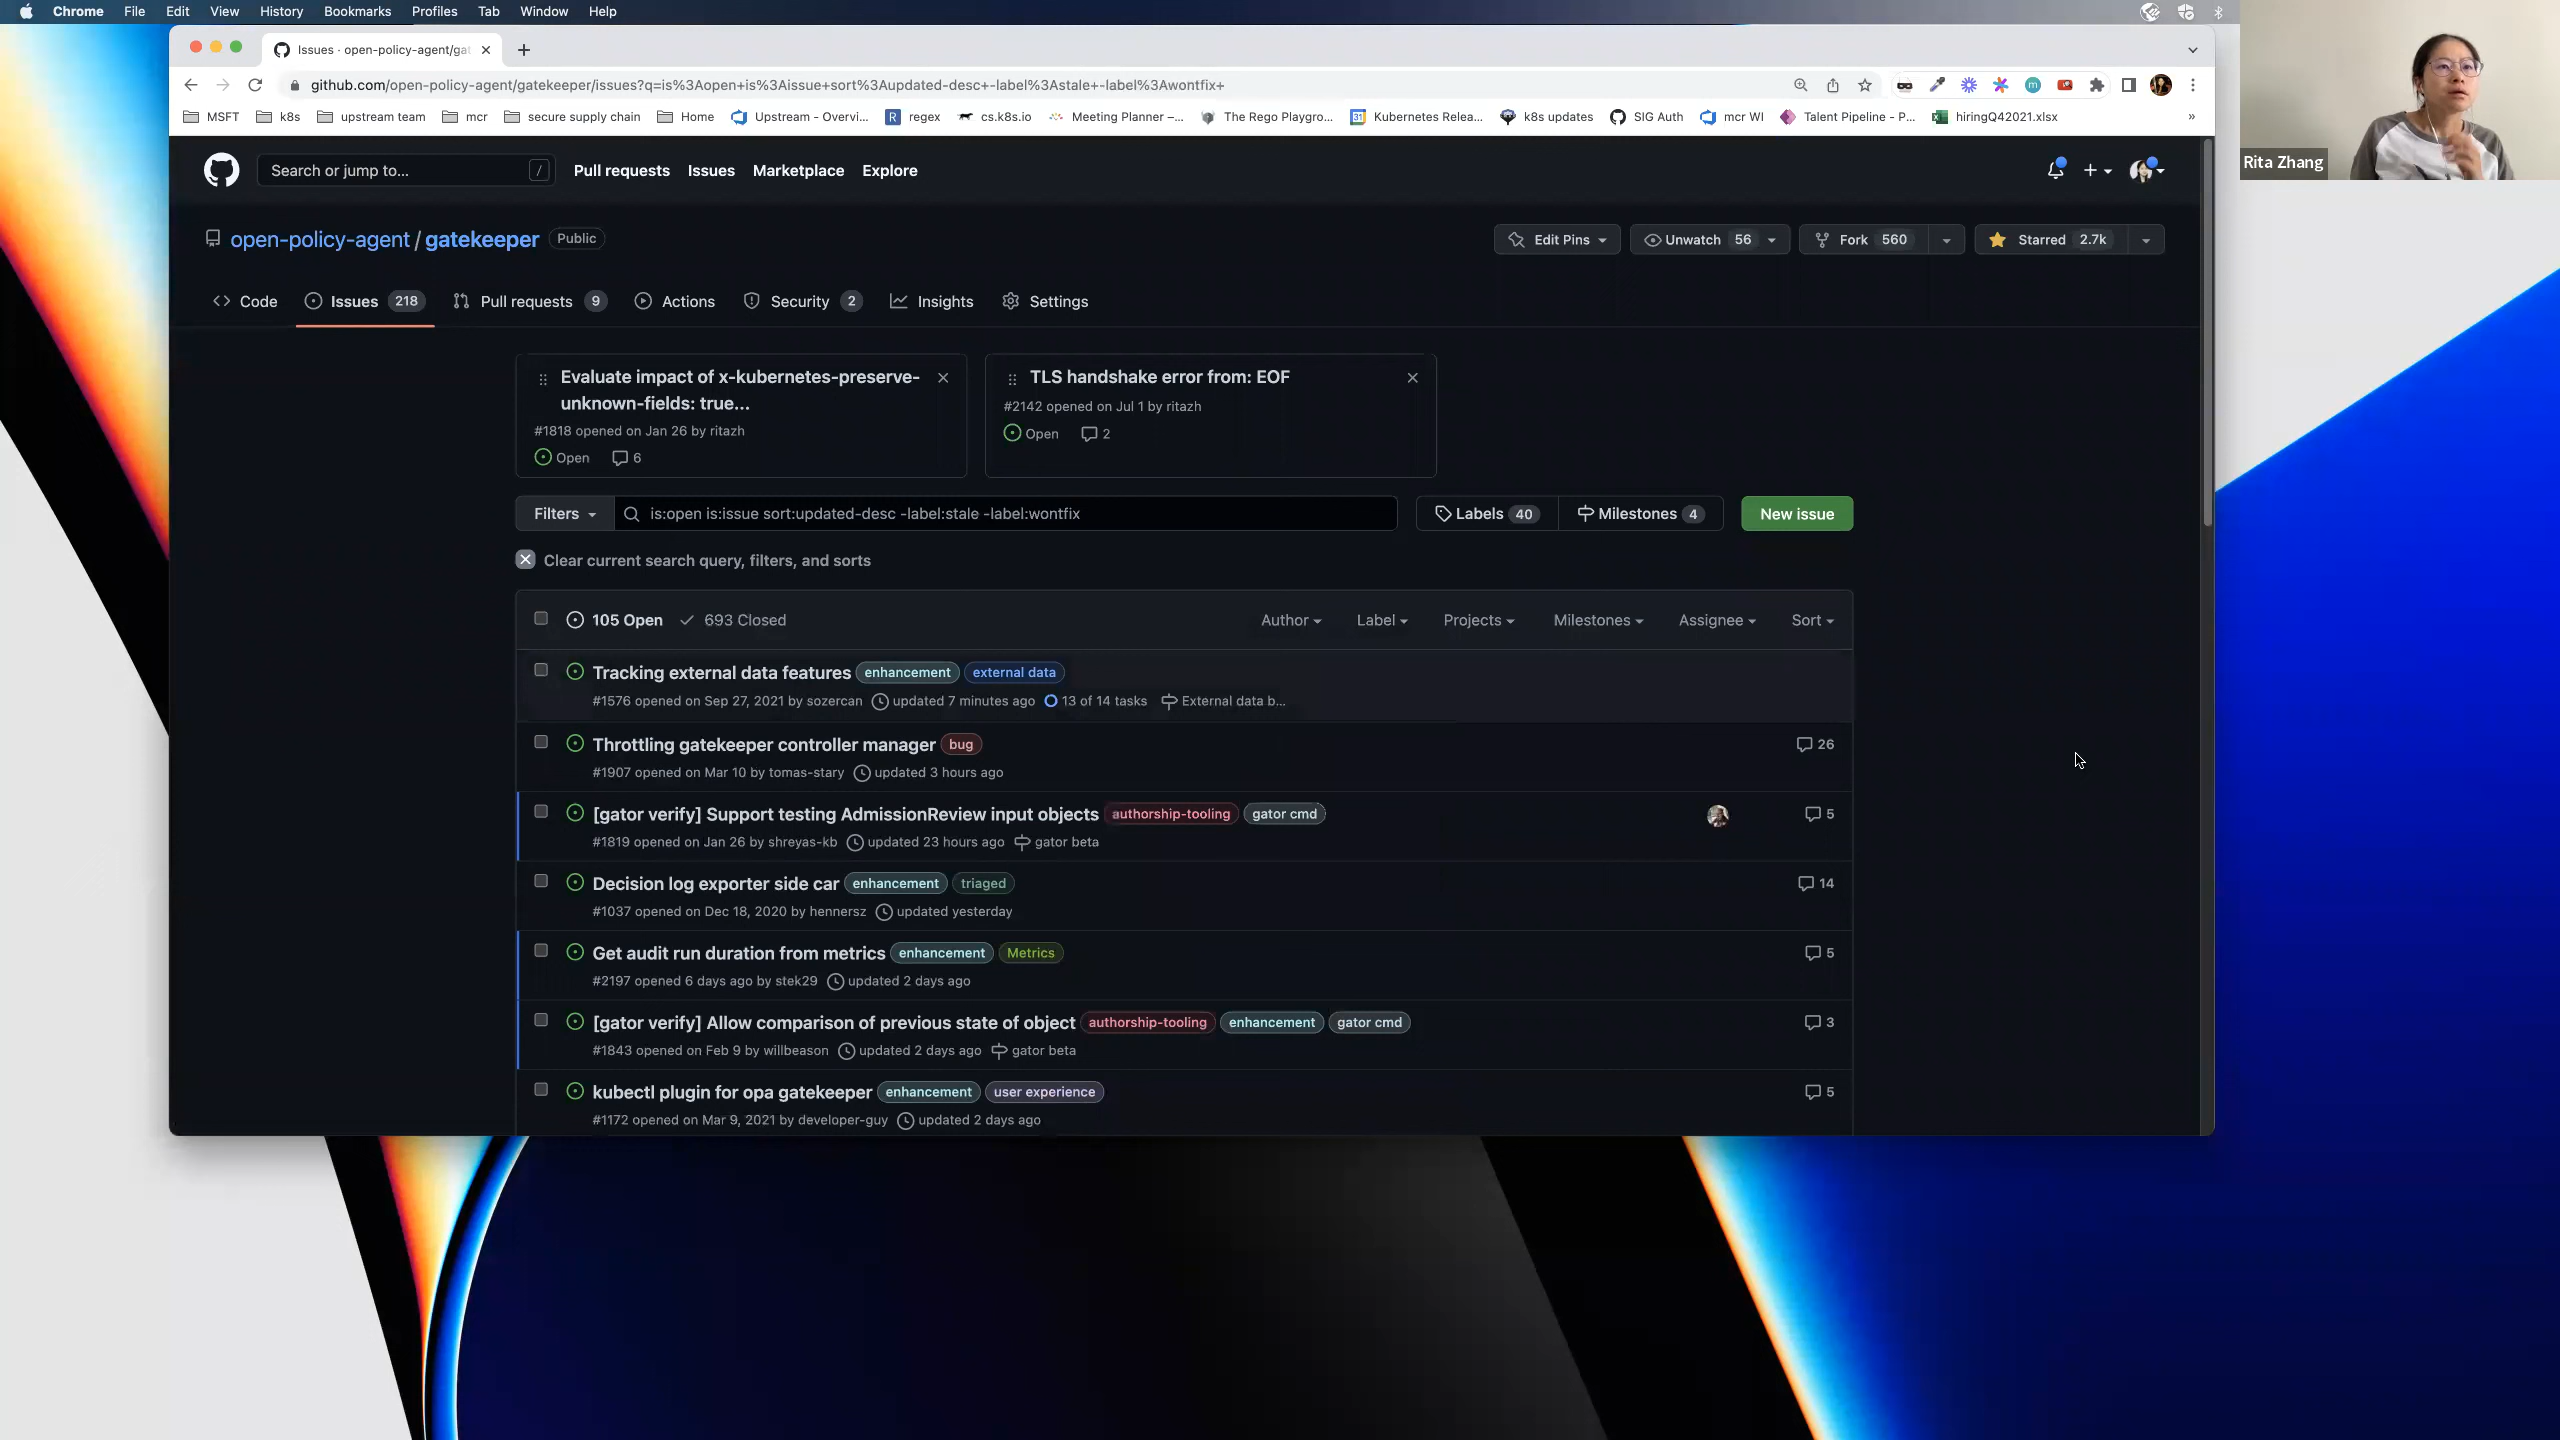 Chrome File Edit View History Bookmarks Profiles Tab Window Help
Issues · open-policy-agent/gat
github.com/open-policy-agent/gatekeeper/issues?q=is%3Aopen+is%3Aissue+sort%3Aupdated-desc+-label%3Astale+-label%3Awontfix+
MSFT k8s upstream team mcr secure supply chain Home Upstream - Overvi... regex cs.k8s.io Meeting Planner –... The Rego Playgro... Kubernetes Relea... k8s updates SIG Auth mcr WI Talent Pipeline - P... hiringQ42021.xlsx »
Rita Zhang
Search or jump to... / Pull requests Issues Marketplace Explore
open-policy-agent / gatekeeper Public Edit Pins Unwatch 56 Fork 560 Starred 2.7k
Code Issues 218 Pull requests 9 Actions Security 2 Insights Settings
Evaluate impact of x-kubernetes-preserve-
unknown-fields: true...
#1818 opened on Jan 26 by ritazh
Open 6
TLS handshake error from: EOF
#2142 opened on Jul 1 by ritazh
Open 2
Filters is:open is:issue sort:updated-desc -label:stale -label:wontfix Labels 40 Milestones 4 New issue
Clear current search query, filters, and sorts
105 Open 693 Closed Author Label Projects Milestones Assignee Sort
Tracking external data features enhancement external data
#1576 opened on Sep 27, 2021 by sozercan updated 7 minutes ago 13 of 14 tasks External data b...
Throttling gatekeeper controller manager bug 26
#1907 opened on Mar 10 by tomas-stary updated 3 hours ago
[gator verify] Support testing AdmissionReview input objects authorship-tooling gator cmd 5
#1819 opened on Jan 26 by shreyas-kb updated 23 hours ago gator beta
Decision log exporter side car enhancement triaged 14
#1037 opened on Dec 18, 2020 by hennersz updated yesterday
Get audit run duration from metrics enhancement Metrics 5
#2197 opened 6 days ago by stek29 updated 2 days ago
[gator verify] Allow comparison of previous state of object authorship-tooling enhancement gator cmd 3
#1843 opened on Feb 9 by willbeason updated 2 days ago gator beta
kubectl plugin for opa gatekeeper enhancement user experience 5
#1172 opened on Mar 9, 2021 by developer-guy updated 2 days ago